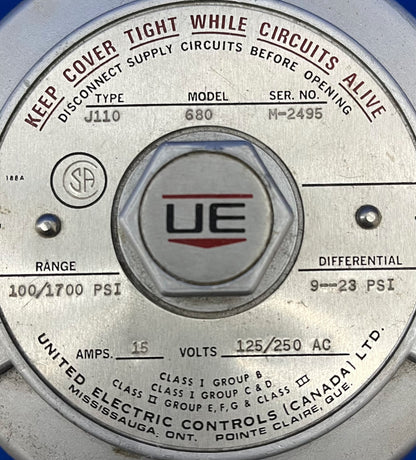 KEEP COVER TIGHT WHILE CIRCUITS ALIVE
DISCONNECT SUPPLY CIRCUITS BEFORE OPENING
TYPE MODEL SER. NO.
J110 680 M-2495
188A
SA
UE
RANGE DIFFERENTIAL
100/1700 PSI 9--23 PSI
AMPS. 15 VOLTS 125/250 AC
CLASS I GROUP B
CLASS I GROUP C & D
CLASS II GROUP E, F, G & CLASS III
UNITED ELECTRIC CONTROLS (CANADA) LTD.
MISSISSAUGA, ONT. POINTE CLAIRE, QUE.